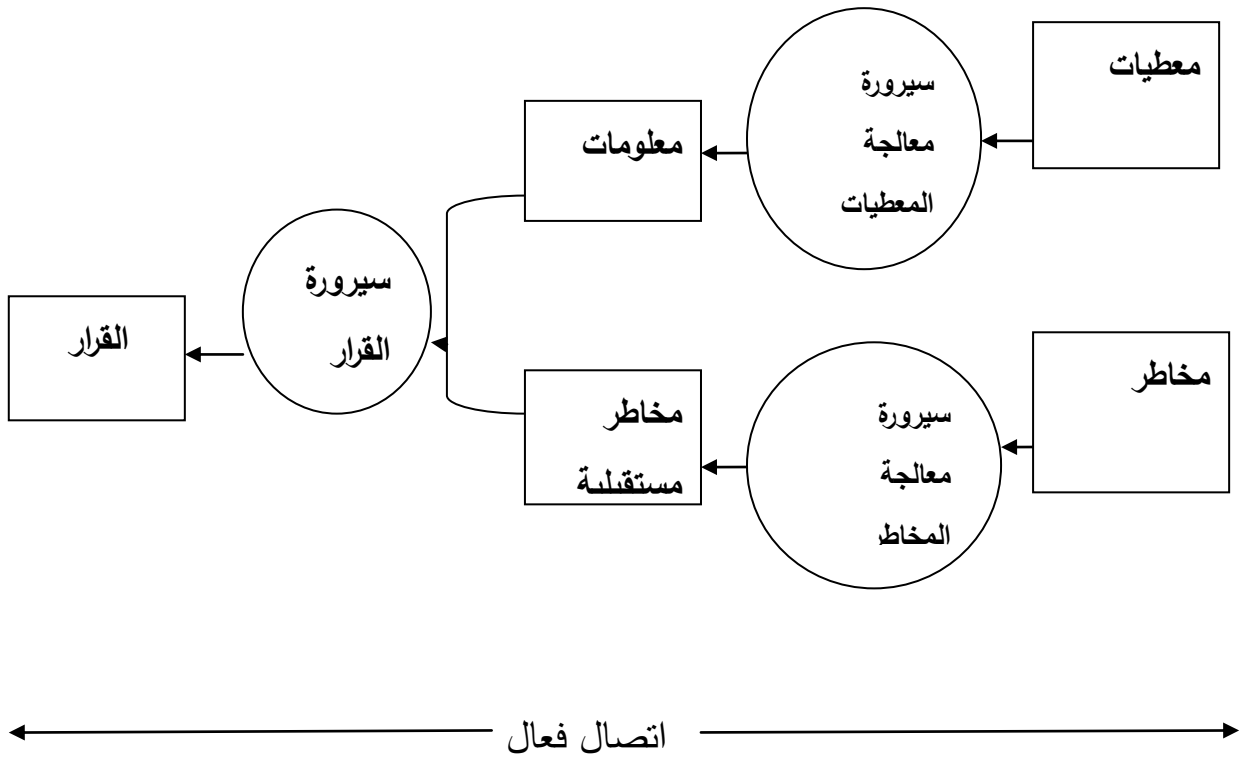 معطيات
سيرورة
معالجة
المعطيات
معلومات
مخاطر
سيرورة
معالجة
المخاطر
مخاطر
مستقبلية
سيرورة
القرار
القرار
اتصال فعال